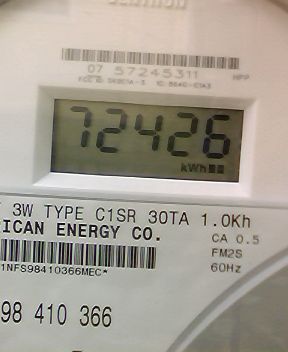 07 57245311 HPP
72426
kWh
3W TYPE C1SR 30TA 1.0Kh
ICAN ENERGY CO.
CA 0.5
FM2S
1NFS98410366MEC*
60Hz
98 410 366